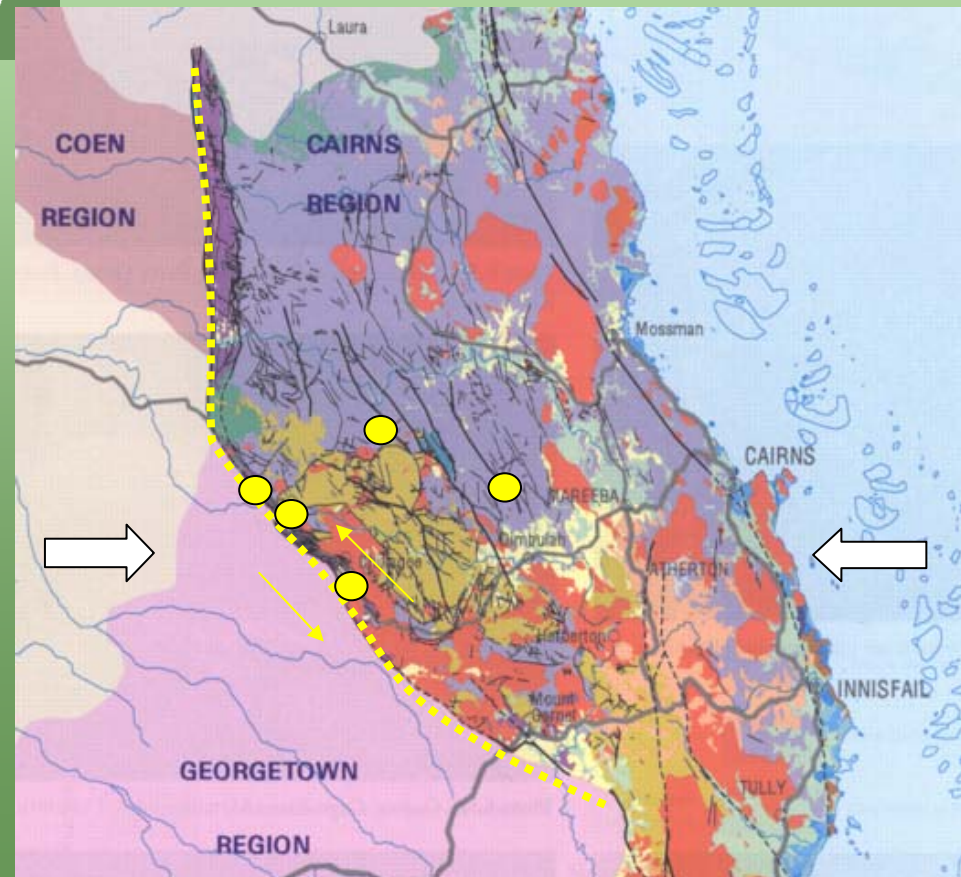 Laura
COEN
REGION
CAIRNS
REGION
Mossman
CAIRNS
MAREEBA
Dimbulah
ATHERTON
Herberton
INNISFAIL
Mount
Garnet
GEORGETOWN
REGION
TULLY